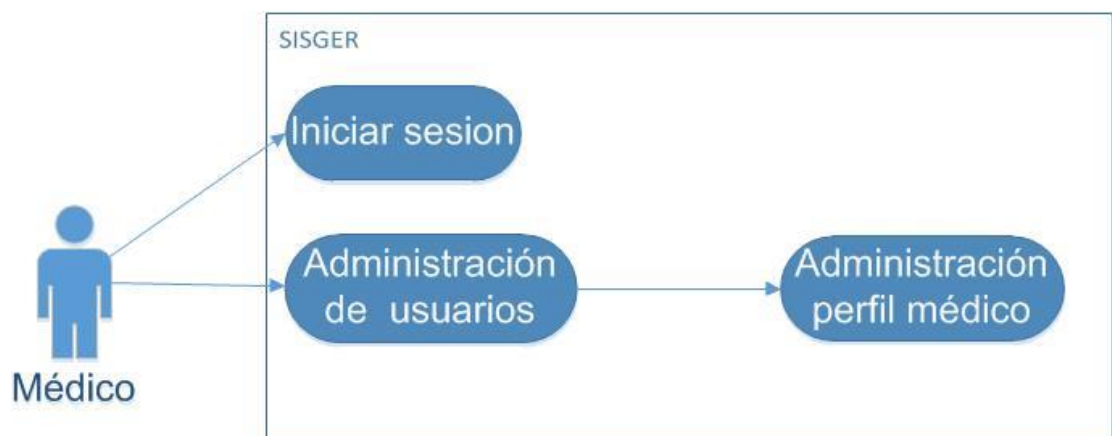 SISGER
Iniciar sesion
Administración
de usuarios
Administración
perfil médico
Médico